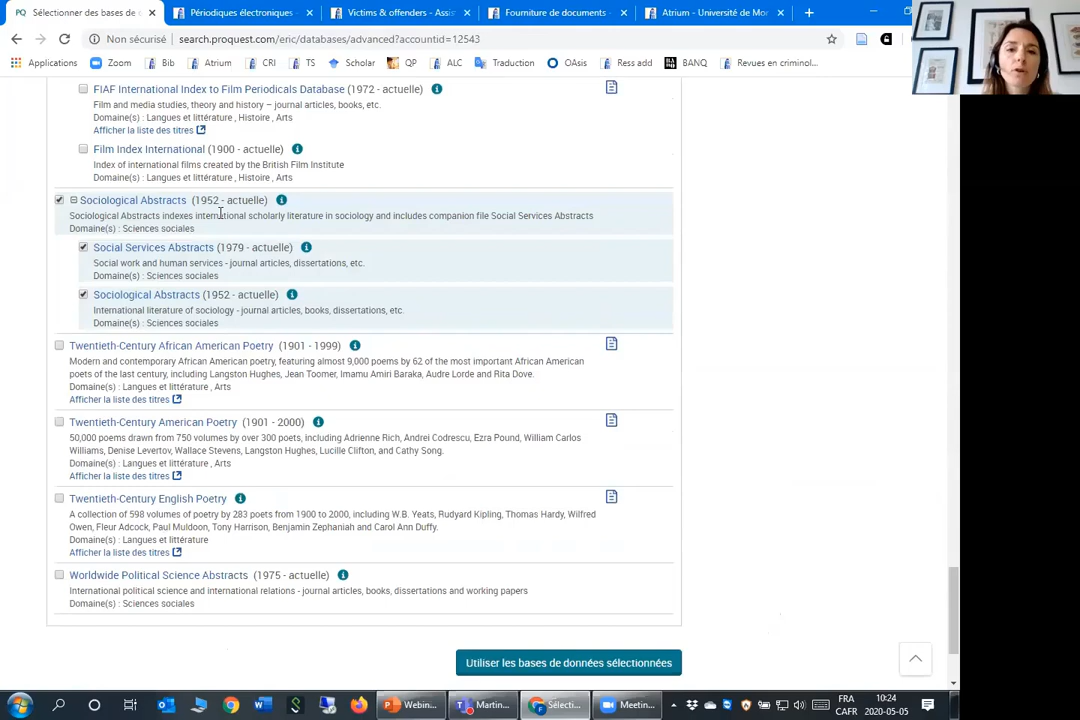 PQ Sélectionner des bases de
Périodiques électroniques
Victims & offenders - Assis
Fourniture de documents -
Atrium - Université de Mo
Non sécurisé search.proquest.com/eric/databases/advanced?accountid=12543
Applications Zoom Bib Atrium CRI TS Scholar QP ALC Traduction OAsis Ress add BANQ Revues en criminol...
FIAF International Index to Film Periodicals Database (1972 - actuelle)
Film and media studies, theory and history – journal articles, books, etc.
Domaine(s) : Langues et littérature , Histoire , Arts
Afficher la liste des titres
Film Index International (1900 - actuelle)
Index of international films created by the British Film Institute
Domaine(s) : Langues et littérature , Histoire , Arts
Sociological Abstracts (1952 - actuelle)
Sociological Abstracts indexes international scholarly literature in sociology and includes companion file Social Services Abstracts
Domaine(s) : Sciences sociales
Social Services Abstracts (1979 - actuelle)
Social work and human services - journal articles, dissertations, etc.
Domaine(s) : Sciences sociales
Sociological Abstracts (1952 - actuelle)
International literature of sociology - journal articles, books, dissertations, etc.
Domaine(s) : Sciences sociales
Twentieth-Century African American Poetry (1901 - 1999)
Modern and contemporary African American poetry, featuring almost 9,000 poems by 62 of the most important African American
poets of the last century, including Langston Hughes, Jean Toomer, Imamu Amiri Baraka, Audre Lorde and Rita Dove.
Domaine(s) : Langues et littérature , Arts
Afficher la liste des titres
Twentieth-Century American Poetry (1901 - 2000)
50,000 poems drawn from 750 volumes by over 300 poets, including Adrienne Rich, Andrei Codrescu, Ezra Pound, William Carlos
Williams, Denise Levertov, Wallace Stevens, Langston Hughes, Lucille Clifton, and Cathy Song.
Domaine(s) : Langues et littérature , Arts
Afficher la liste des titres
Twentieth-Century English Poetry
A collection of 598 volumes of poetry by 283 poets from 1900 to 2000, including W.B. Yeats, Rudyard Kipling, Thomas Hardy, Wilfred
Owen, Fleur Adcock, Paul Muldoon, Tony Harrison, Benjamin Zephaniah and Carol Ann Duffy.
Domaine(s) : Langues et littérature
Afficher la liste des titres
Worldwide Political Science Abstracts (1975 - actuelle)
International political science and international relations - journal articles, books, dissertations and working papers
Domaine(s) : Sciences sociales
Utiliser les bases de données sélectionnées
Webin...
Martin...
Sélecti...
Meetin...
FRA
CAFR
10:24
2020-05-05